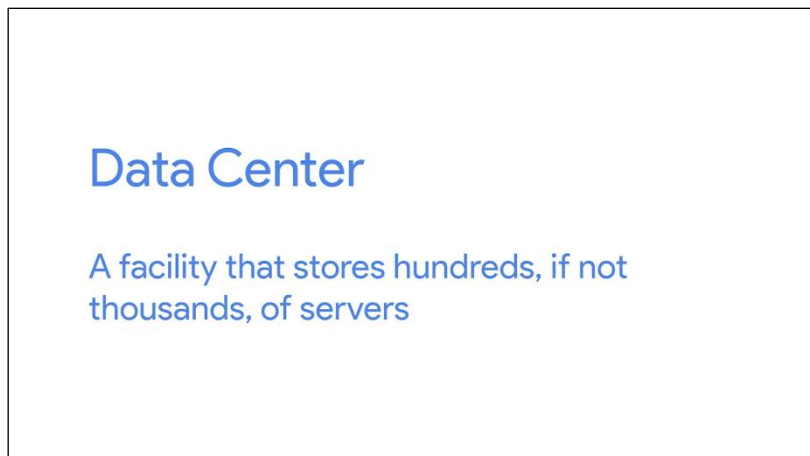 Data Center
A facility that stores hundreds, if not
thousands, of servers